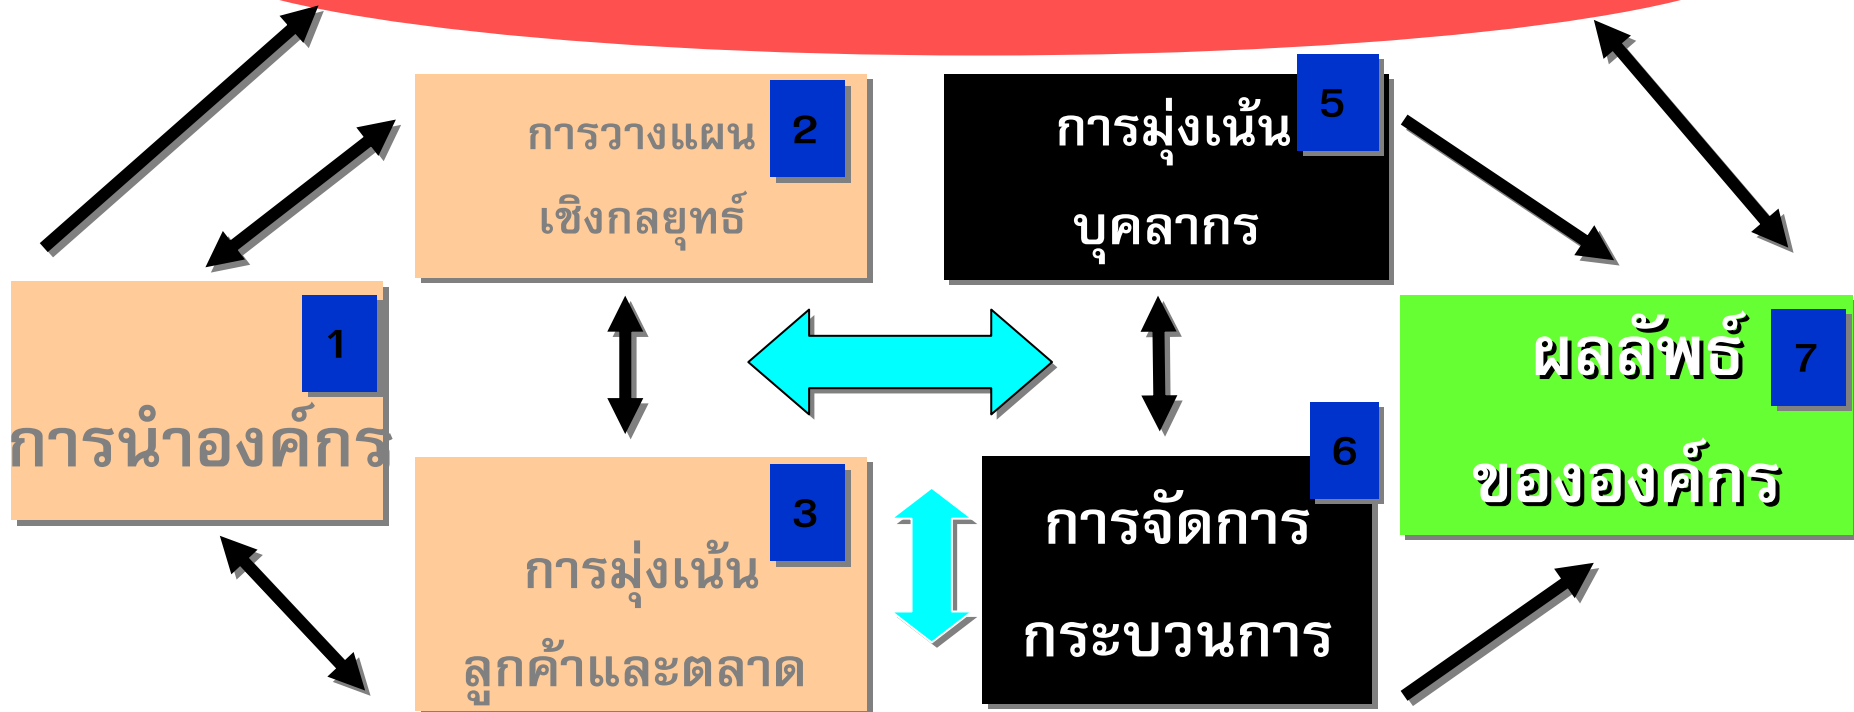 1
การนำองค์กร
2
การวางแผน
เชิงกลยุทธ์
3
การมุ่งเน้น
ลูกค้าและตลาด
5
การมุ่งเน้น
บุคลากร
6
การจัดการ
กระบวนการ
7
ผลลัพธ์
ขององค์กร